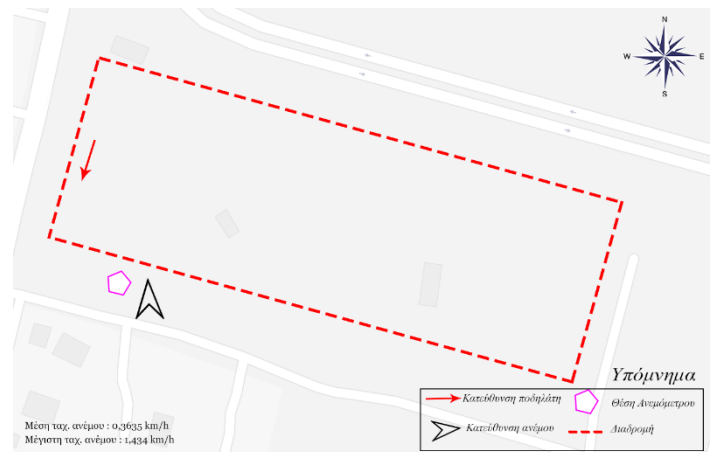 N
W E
S
Υπόμνημα
Κατεύθυνση ποδηλάτη Θέση Ανεμόμετρου
Κατεύθυνση ανέμου Διαδρομή
Μέση ταχ. ανέμου : 0,3635 km/h
Μέγιστη ταχ. ανέμου : 1,434 km/h